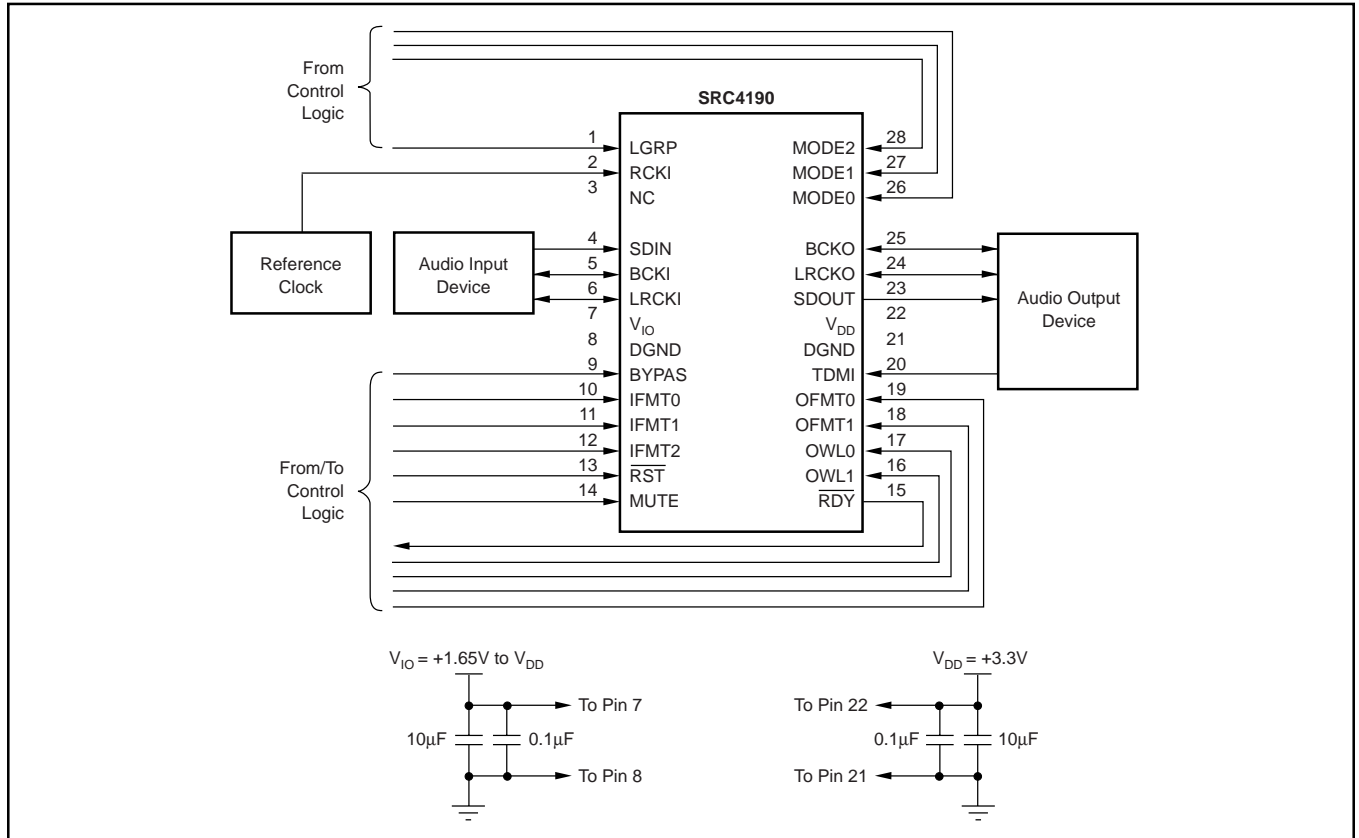 From
Control
Logic
SRC4190
1 LGRP MODE2 28
2 RCKI MODE1 27
3 NC MODE0 26
Reference
Clock
Audio Input
Device
4 SDIN BCKO 25
5 BCKI LRCKO 24
6 LRCKI SDOUT 23
7 VIO VDD 22
8 DGND DGND 21
9 BYPAS TDMI 20
10 IFMT0 OFMT0 19
11 IFMT1 OFMT1 18
12 IFMT2 OWL0 17
13 RST OWL1 16
14 MUTE RDY 15
Audio Output
Device
From/To
Control
Logic
VIO = +1.65V to VDD
To Pin 7
10µF 0.1µF
To Pin 8
VDD = +3.3V
To Pin 22
0.1µF 10µF
To Pin 21